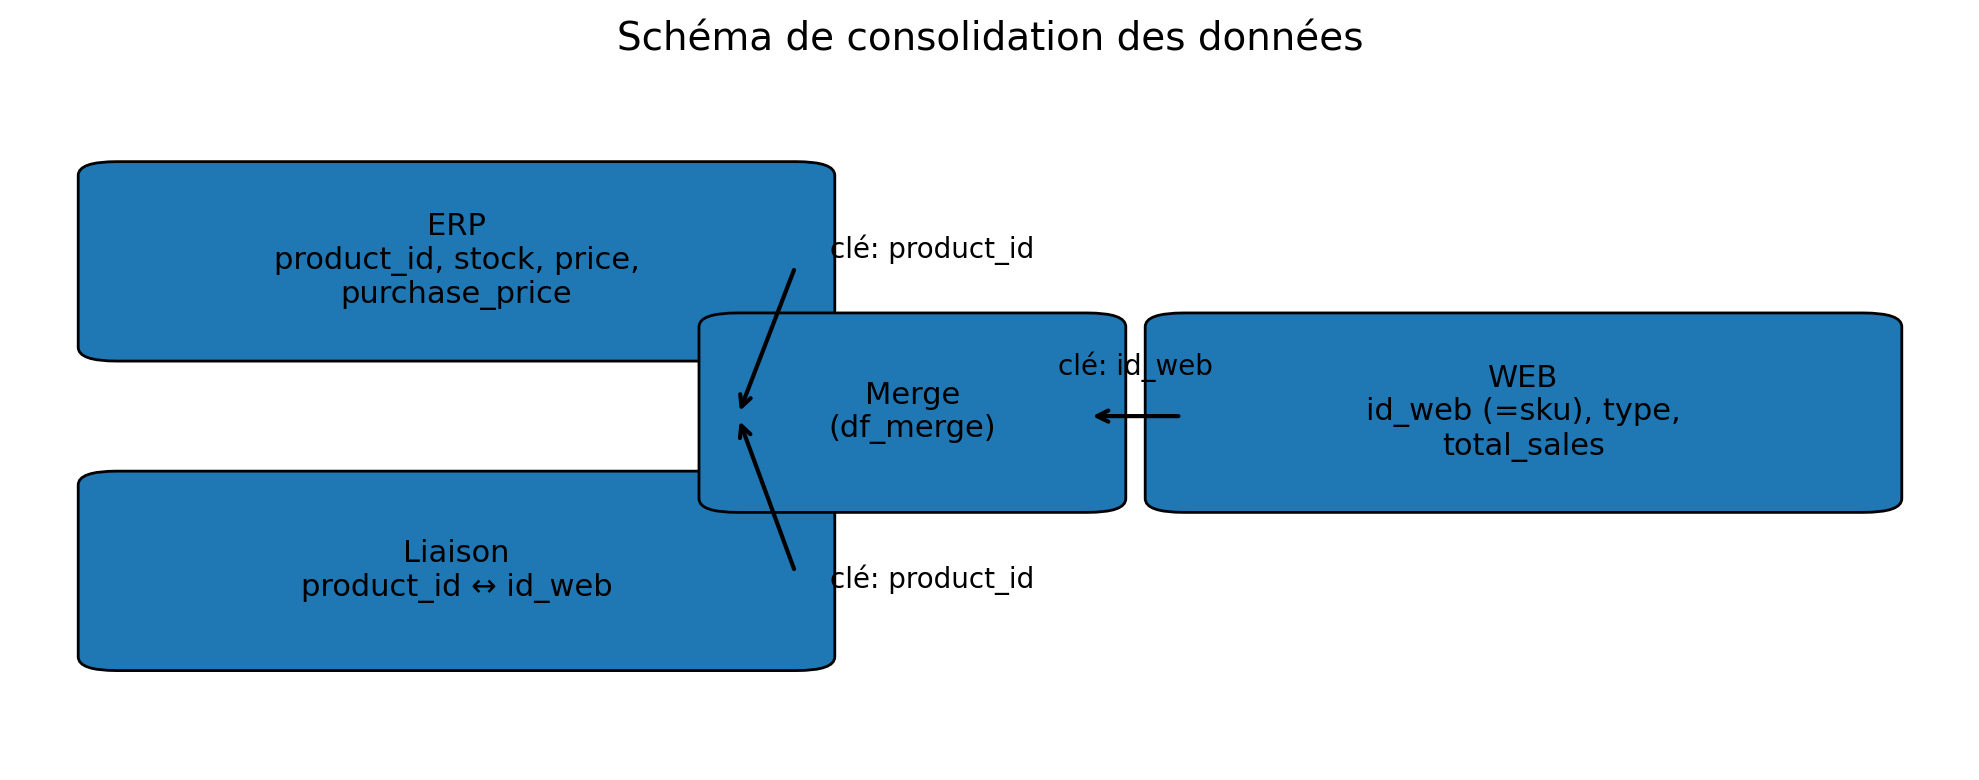 Schéma de consolidation des données
ERP
product_id, stock, price,
purchase_price
clé: product_id
Merge
(df_merge)
clé: id_web
WEB
id_web (=sku), type,
total_sales
Liaison
product_id ↔ id_web
clé: product_id